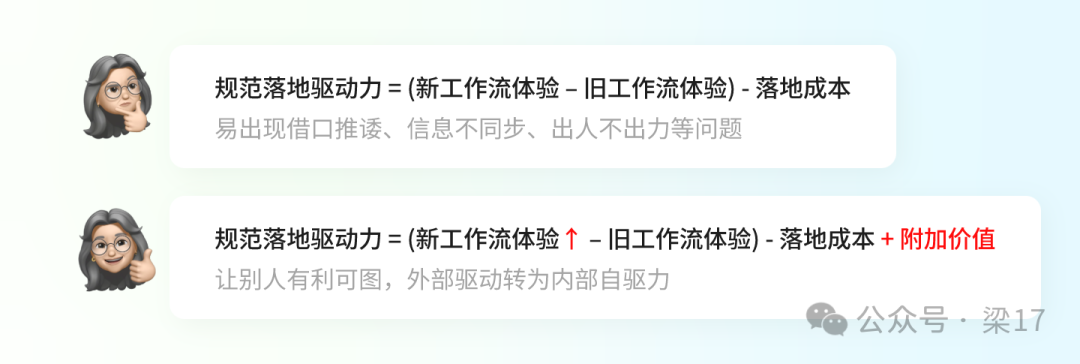 规范落地驱动力 = (新工作流体验 – 旧工作流体验) - 落地成本
易出现借口推诿、信息不同步、出人不出力等问题
规范落地驱动力 = (新工作流体验↑ – 旧工作流体验) - 落地成本 + 附加价值
让别人有利可图，外部驱动转为内部自驱力
公众号 · 梁17